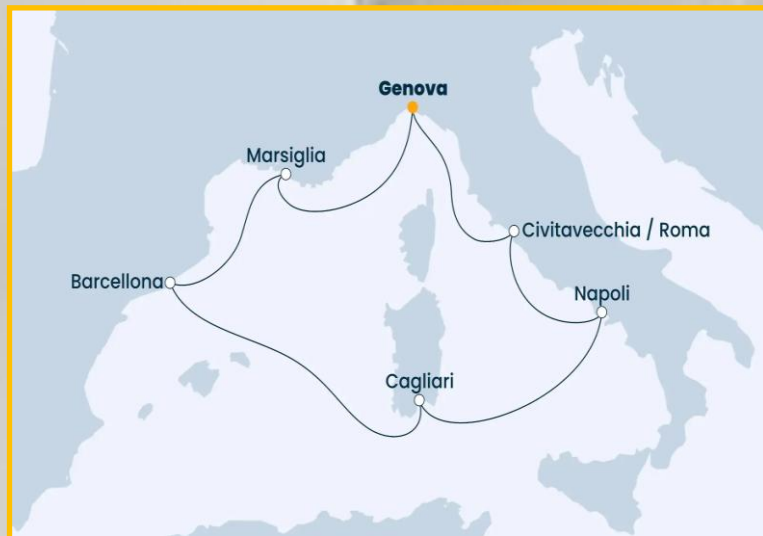 Genova
Marsiglia
Civitavecchia / Roma
Barcellona
Napoli
Cagliari